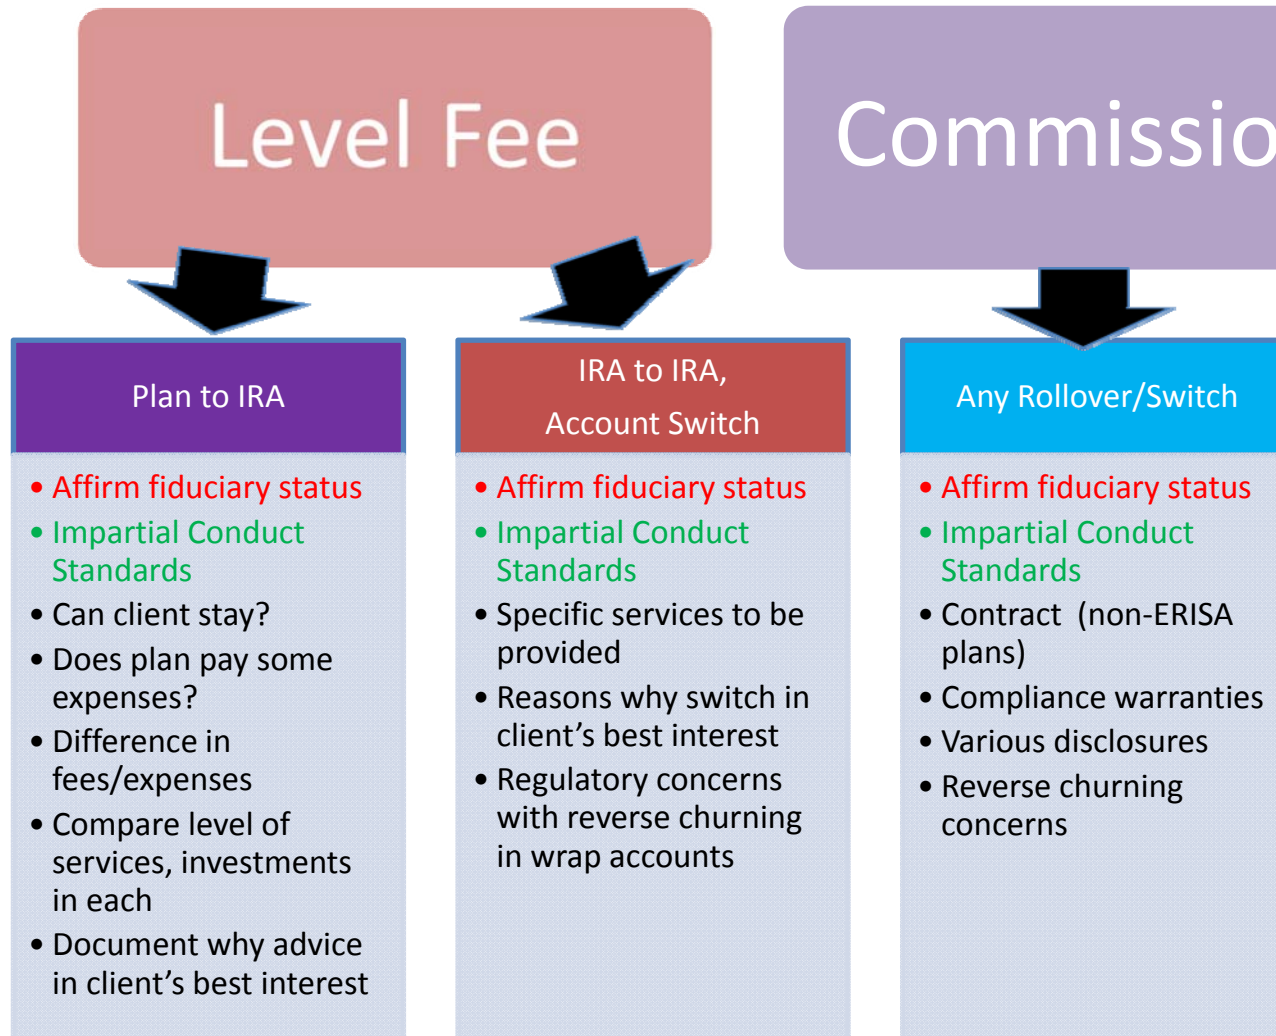 Level Fee
Commissio
Plan to IRA
• Affirm fiduciary status
• Impartial Conduct
Standards
• Can client stay?
• Does plan pay some
expenses?
• Difference in
fees/expenses
• Compare level of
services, investments
in each
• Document why advice
in client’s best interest
IRA to IRA,
Account Switch
• Affirm fiduciary status
• Impartial Conduct
Standards
• Specific services to be
provided
• Reasons why switch in
client’s best interest
• Regulatory concerns
with reverse churning
in wrap accounts
Any Rollover/Switch
• Affirm fiduciary status
• Impartial Conduct
Standards
• Contract (non-ERISA
plans)
• Compliance warranties
• Various disclosures
• Reverse churning
concerns